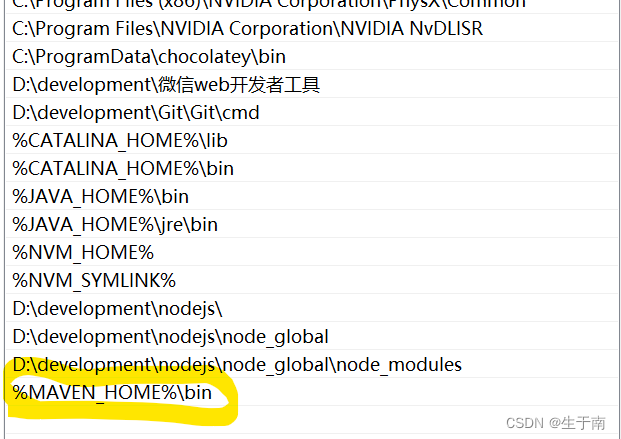 C:\Program Files (x86)\NVIDIA Corporation\PhysX\Common
C:\Program Files\NVIDIA Corporation\NVIDIA NvDLISR
C:\ProgramData\chocolatey\bin
D:\development\微信web开发者工具
D:\development\Git\Git\cmd
%CATALINA_HOME%\lib
%CATALINA_HOME%\bin
%JAVA_HOME%\bin
%JAVA_HOME%\jre\bin
%NVM_HOME%
%NVM_SYMLINK%
D:\development\nodejs\
D:\development\nodejs\node_global
D:\development\nodejs\node_global\node_modules
%MAVEN_HOME%\bin
CSDN @生于南